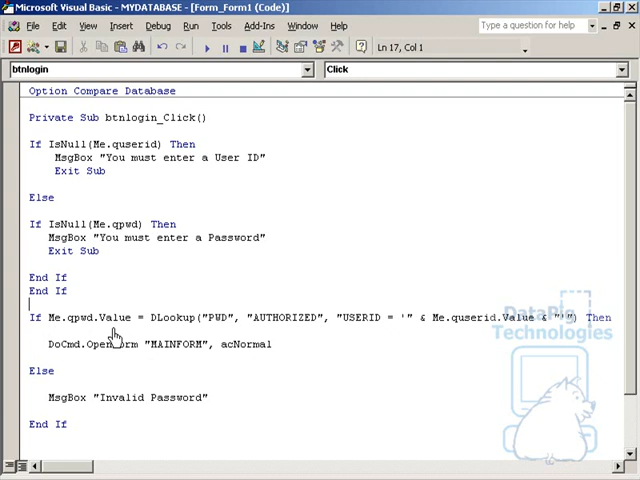 Microsoft Visual Basic - MYDATABASE - [Form_Form1 (Code)]
File Edit View Insert Debug Run Tools Add-Ins Window Help
Type a question for help
Ln 17, Col 1
btnlogin Click
Option Compare Database
Private Sub btnlogin_Click()
If IsNull(Me.quserid) Then
MsgBox "You must enter a User ID"
Exit Sub
Else
If IsNull(Me.qpwd) Then
MsgBox "You must enter a Password"
Exit Sub
End If
End If
If Me.qpwd.Value = DLookup("PWD", "AUTHORIZED", "USERID = '" & Me.quserid.Value & "'") Then
DoCmd.OpenForm "MAINFORM", acNormal
Else
MsgBox "Invalid Password"
End If
DataPig
Technologies